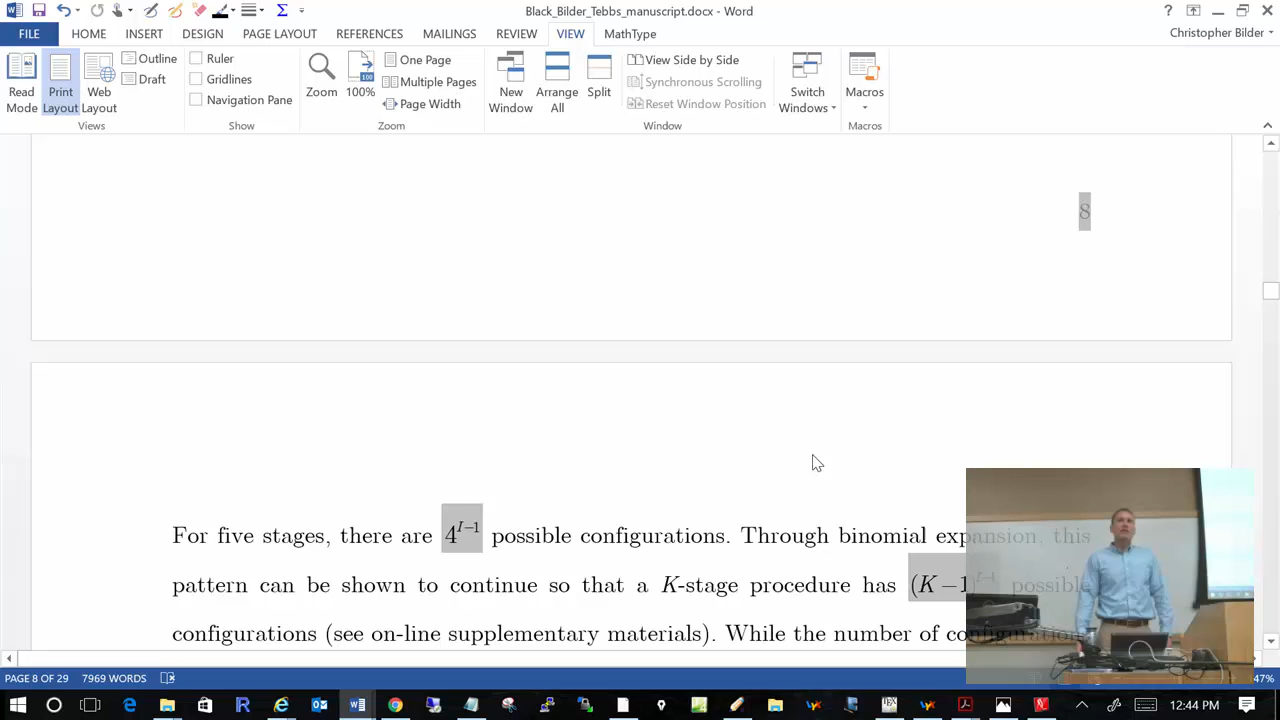 Black_Bilder_Tebbs_manuscript.docx - Word
FILE HOME INSERT DESIGN PAGE LAYOUT REFERENCES MAILINGS REVIEW VIEW MathType Christopher Bilder
Read Mode
Print Layout
Web Layout
Outline
Draft
Views
Ruler
Gridlines
Navigation Pane
Show
Zoom
100%
One Page
Multiple Pages
Page Width
Zoom
New Window
Arrange All
Split
View Side by Side
Synchronous Scrolling
Reset Window Position
Window
Switch Windows
Macros
Macros
8
For five stages, there are 4^{I−1} possible configurations. Through binomial expansion, this
pattern can be shown to continue so that a K-stage procedure has (K−1)^{I−1} possible
configurations (see on-line supplementary materials). While the number of configuration
PAGE 8 OF 29 7969 WORDS 47%
12:44 PM